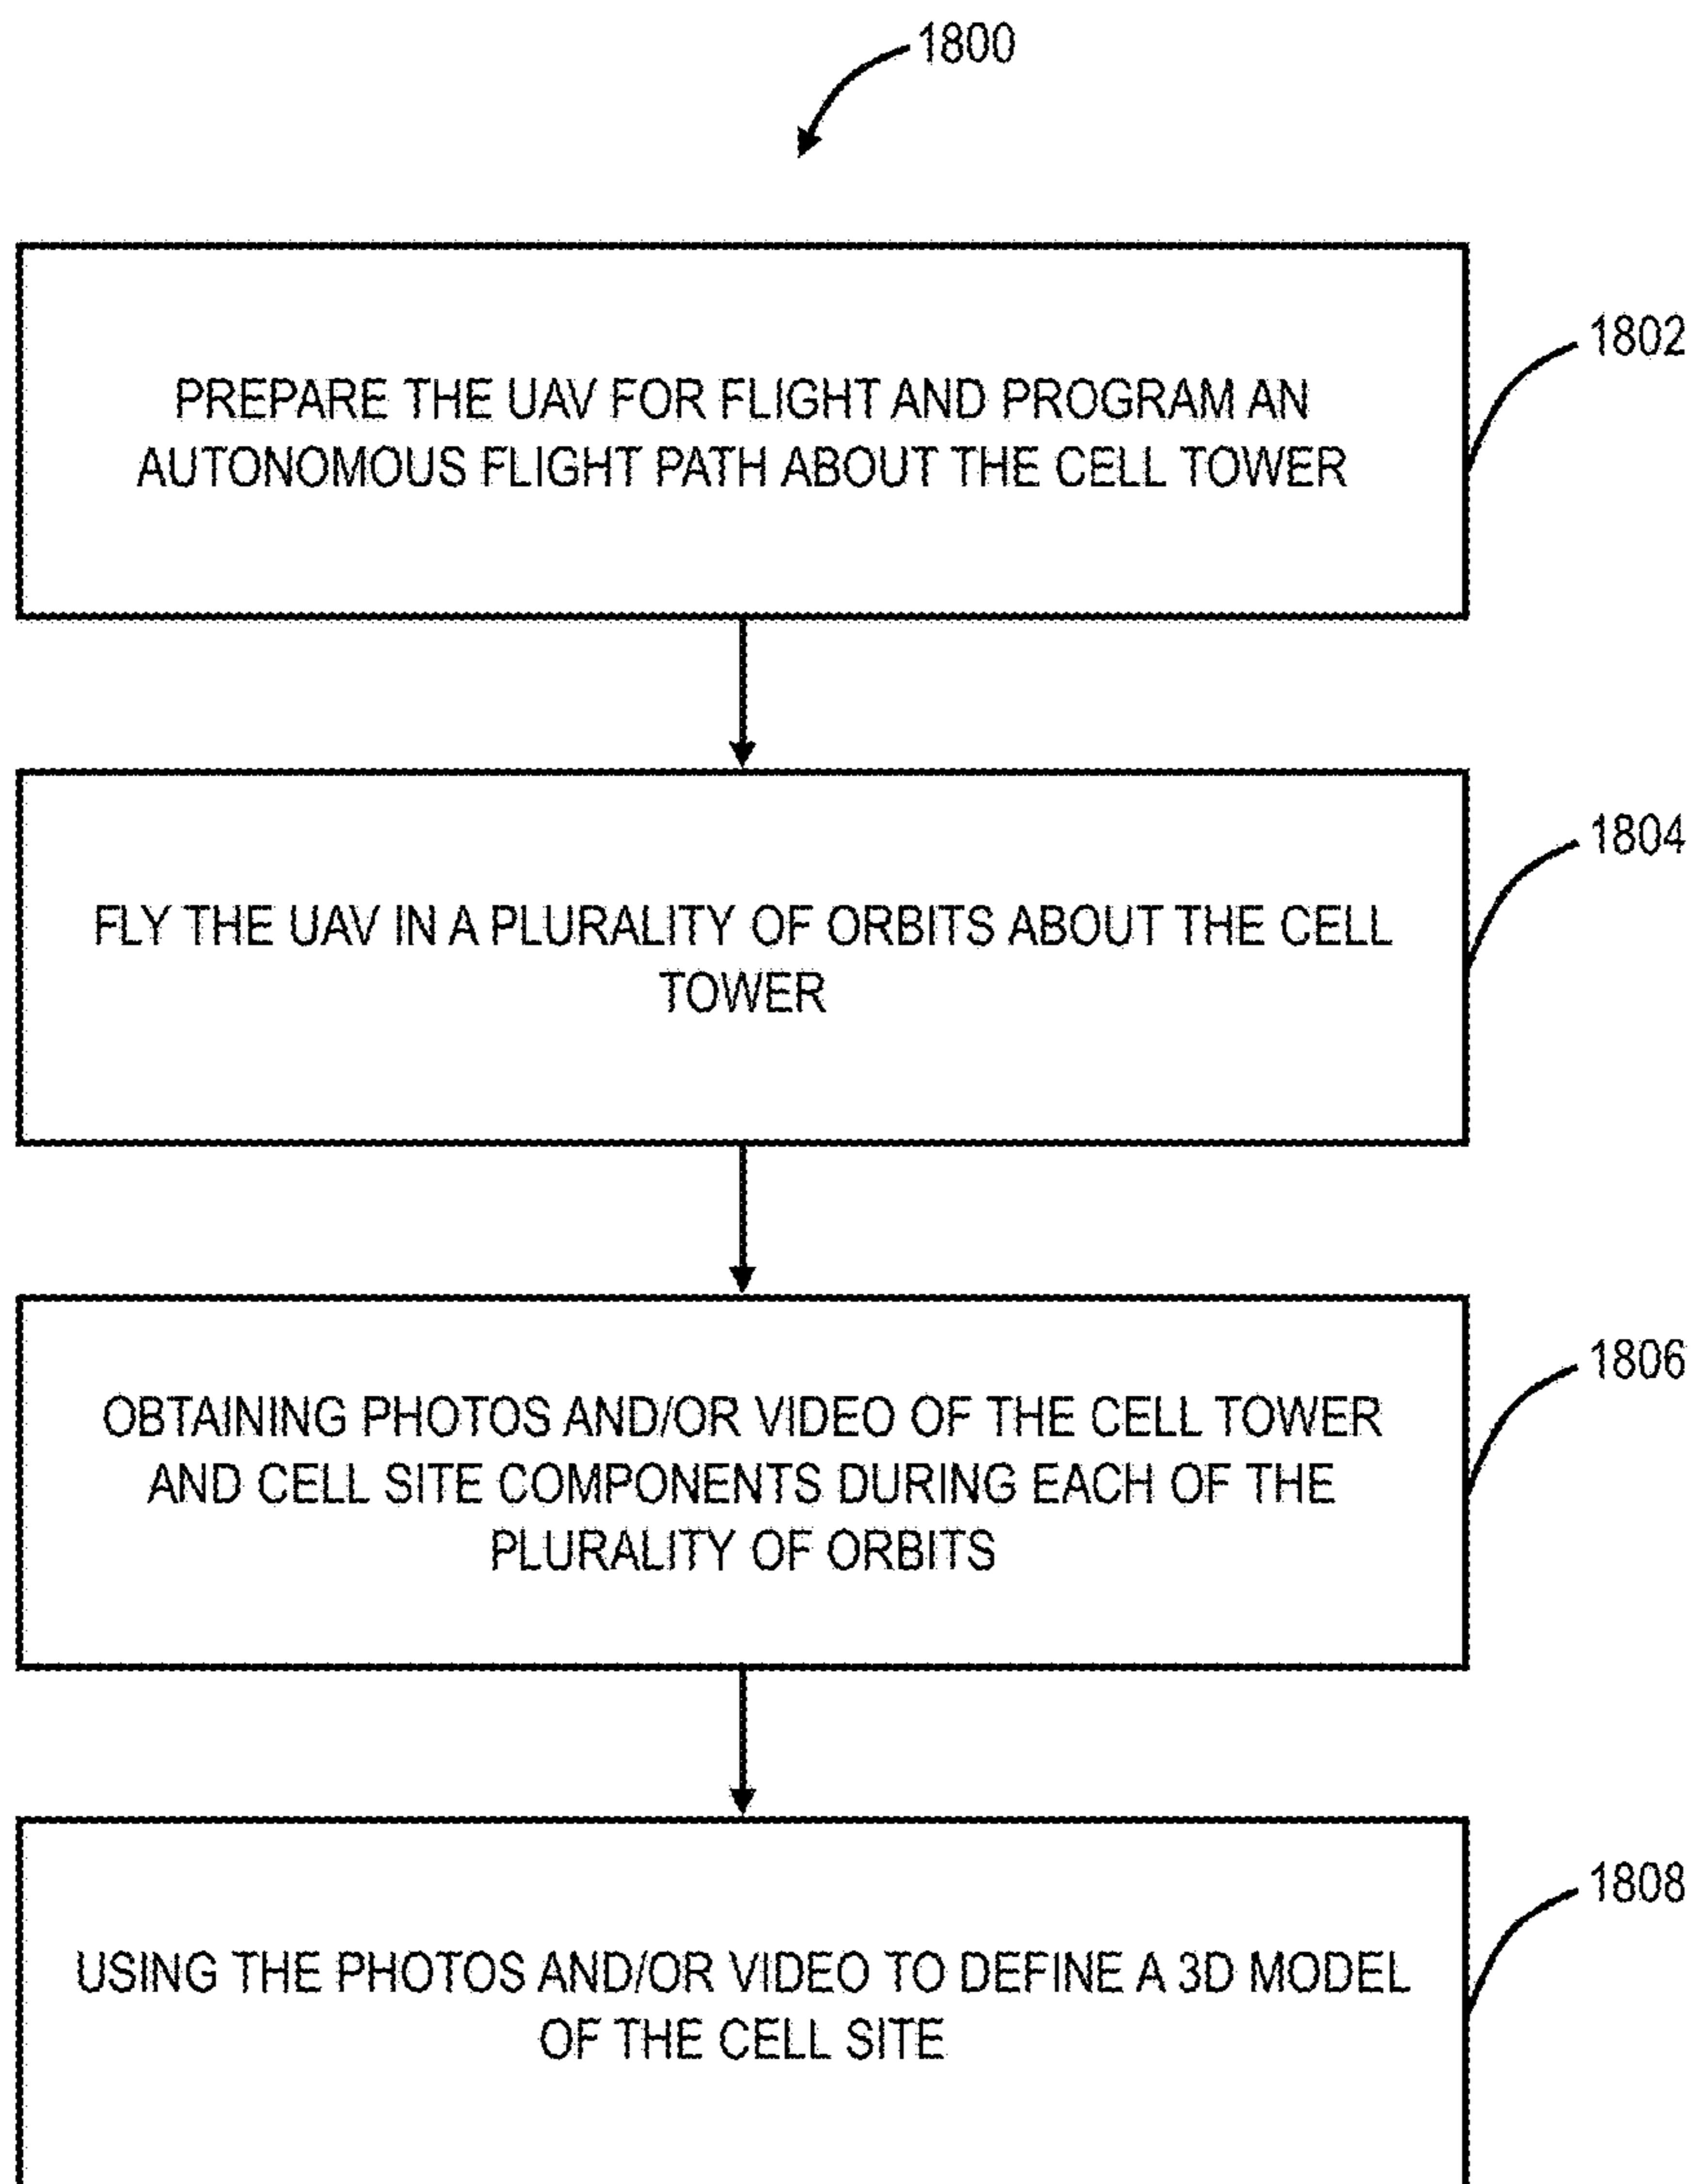 1800
PREPARE THE UAV FOR FLIGHT AND PROGRAM AN
AUTONOMOUS FLIGHT PATH ABOUT THE CELL TOWER
1802
FLY THE UAV IN A PLURALITY OF ORBITS ABOUT THE CELL
TOWER
1804
OBTAINING PHOTOS AND/OR VIDEO OF THE CELL TOWER
AND CELL SITE COMPONENTS DURING EACH OF THE
PLURALITY OF ORBITS
1806
USING THE PHOTOS AND/OR VIDEO TO DEFINE A 3D MODEL
OF THE CELL SITE
1808